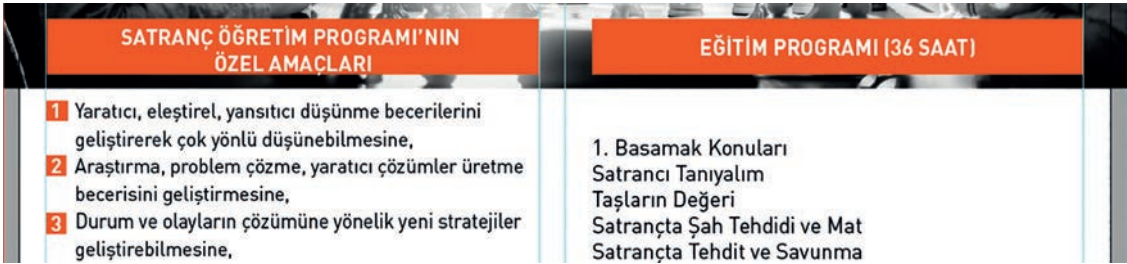 SATRANÇ ÖĞRETİM PROGRAMI'NIN
ÖZEL AMAÇLARI
1 Yaratıcı, eleştirel, yansıtıcı düşünme becerilerini
geliştirerek çok yönlü düşünebilmesine,
2 Araştırma, problem çözme, yaratıcı çözümler üretme
becerisini geliştirmesine,
3 Durum ve olayların çözümüne yönelik yeni stratejiler
geliştirebilmesine,
EĞİTİM PROGRAMI (36 SAAT)
1. Basamak Konuları
Satrancı Tanıyalım
Taşların Değeri
Satrançta Şah Tehdidi ve Mat
Satrançta Tehdit ve Savunma